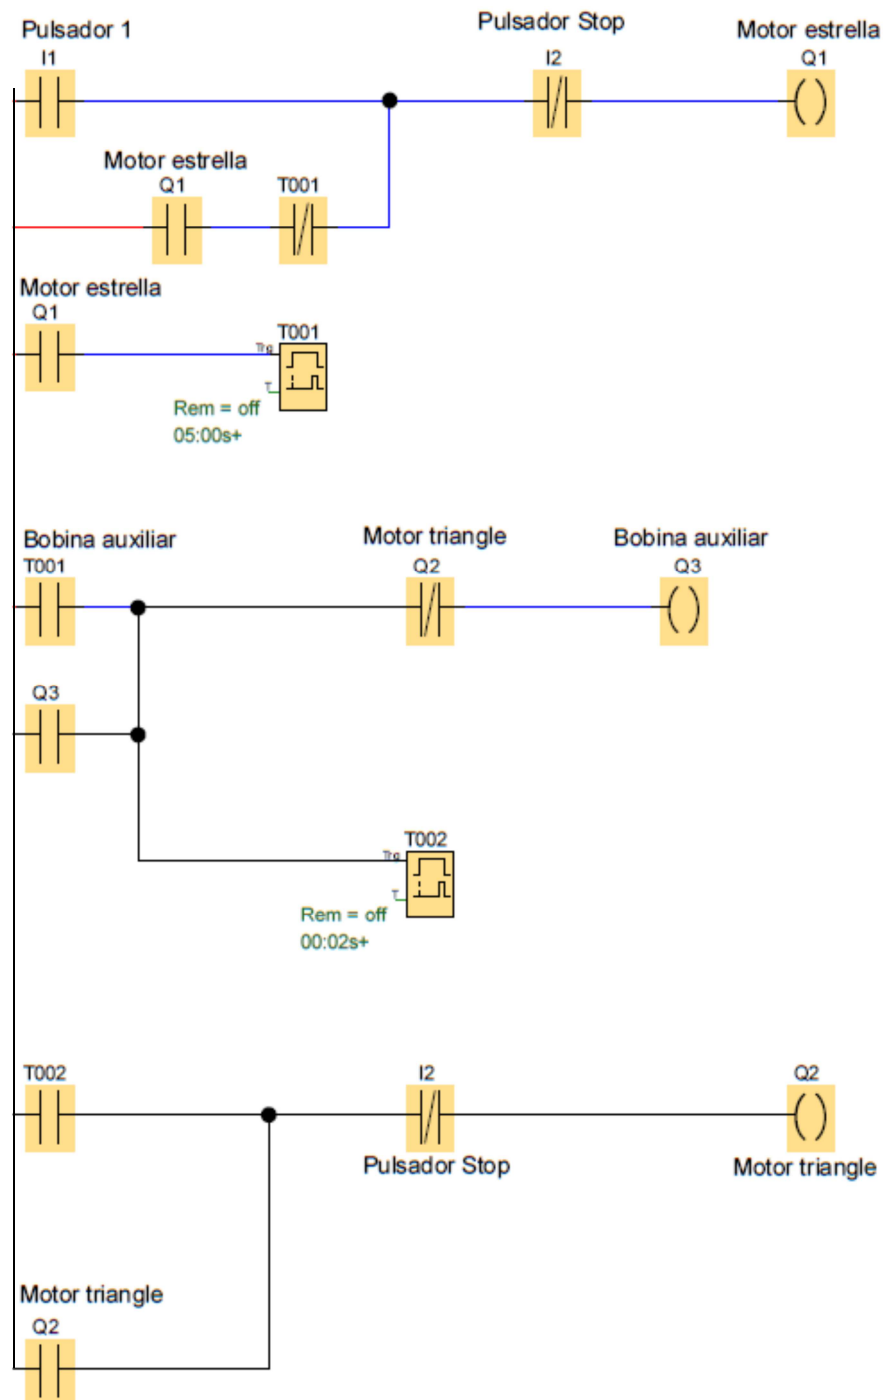 Pulsador 1
Pulsador Stop
Motor estrella
I1
I2
Q1
Motor estrella
Q1
T001
Motor estrella
Q1
T001
Trg
T
Rem = off
05:00s+
Bobina auxiliar
Motor triangle
Bobina auxiliar
T001
Q2
Q3
Q3
T002
Trg
T
Rem = off
00:02s+
T002
I2
Q2
Pulsador Stop
Motor triangle
Motor triangle
Q2